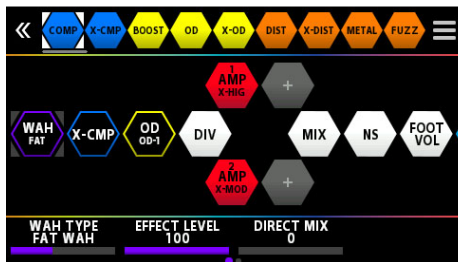 COMP X-CMP BOOST OD X-OD DIST X-DIST METAL FUZZ
1
AMP
X-HIG
+
WAH
FAT
X-CMP
OD
OD-1
DIV
MIX
NS
FOOT
VOL
2
AMP
X-MOD
+
WAH TYPE
FAT WAH
EFFECT LEVEL
100
DIRECT MIX
0